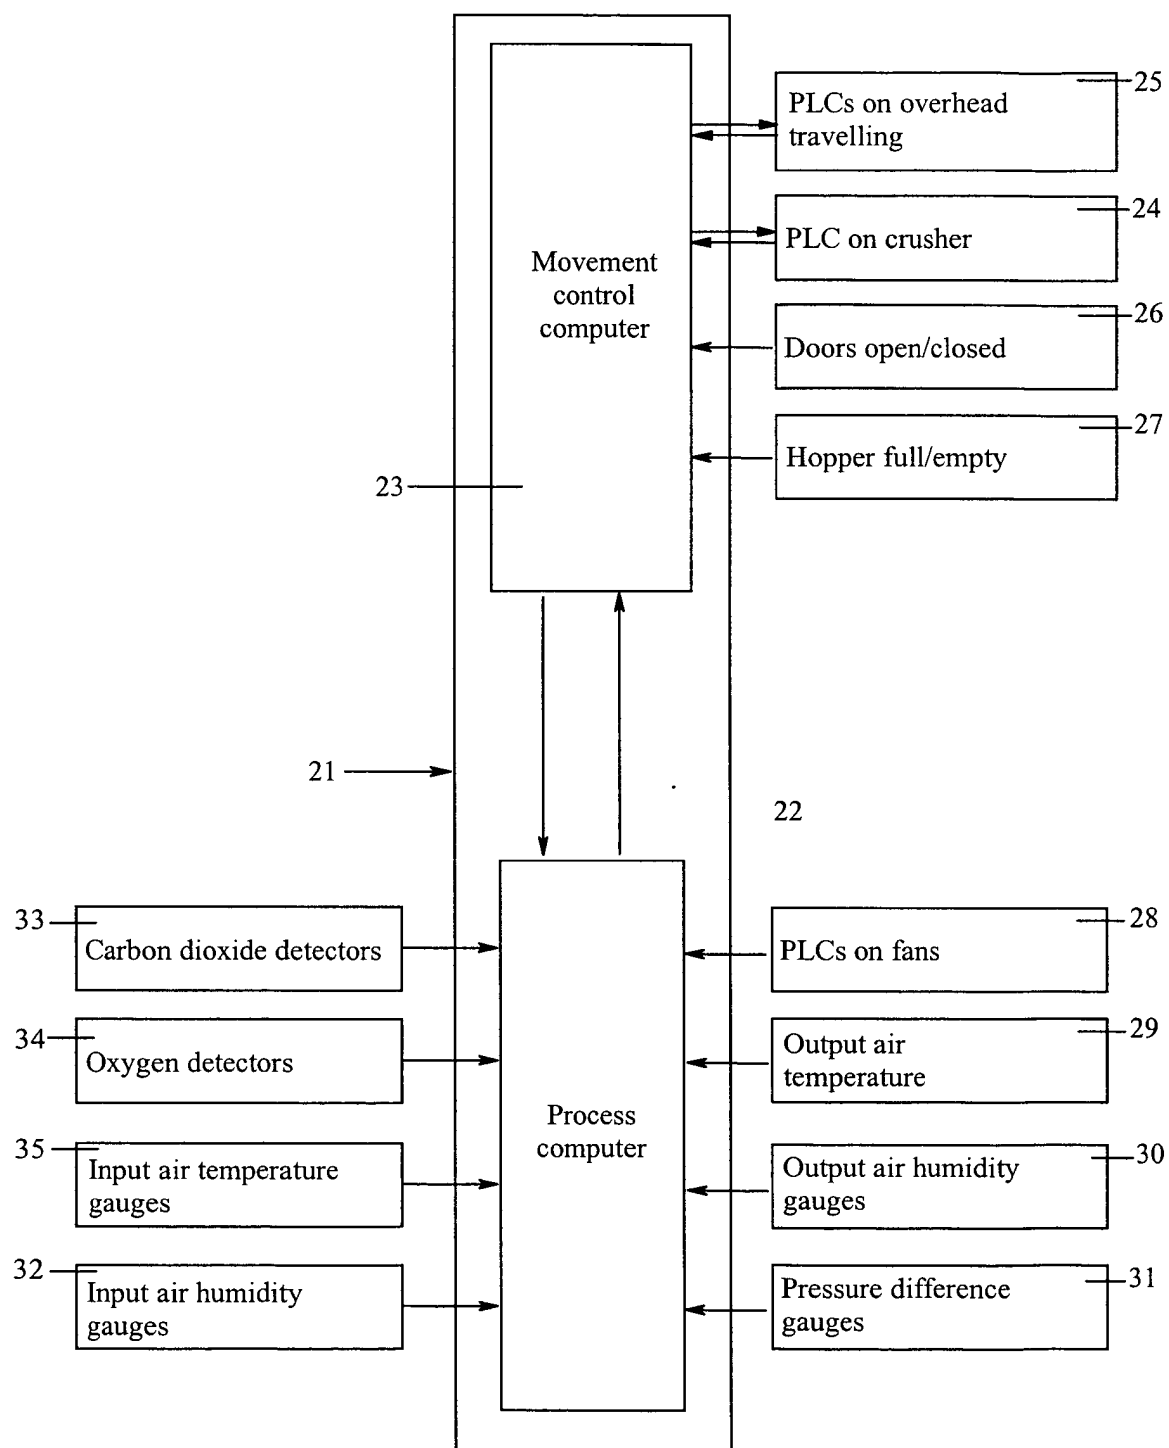 25
PLCs on overhead
travelling
24
PLC on crusher
Movement
control
computer
26
Doors open/closed
27
Hopper full/empty
23
21
22
33
Carbon dioxide detectors
28
PLCs on fans
34
Oxygen detectors
29
Output air
temperature
Process
computer
35
Input air temperature
gauges
30
Output air humidity
gauges
32
Input air humidity
gauges
31
Pressure difference
gauges